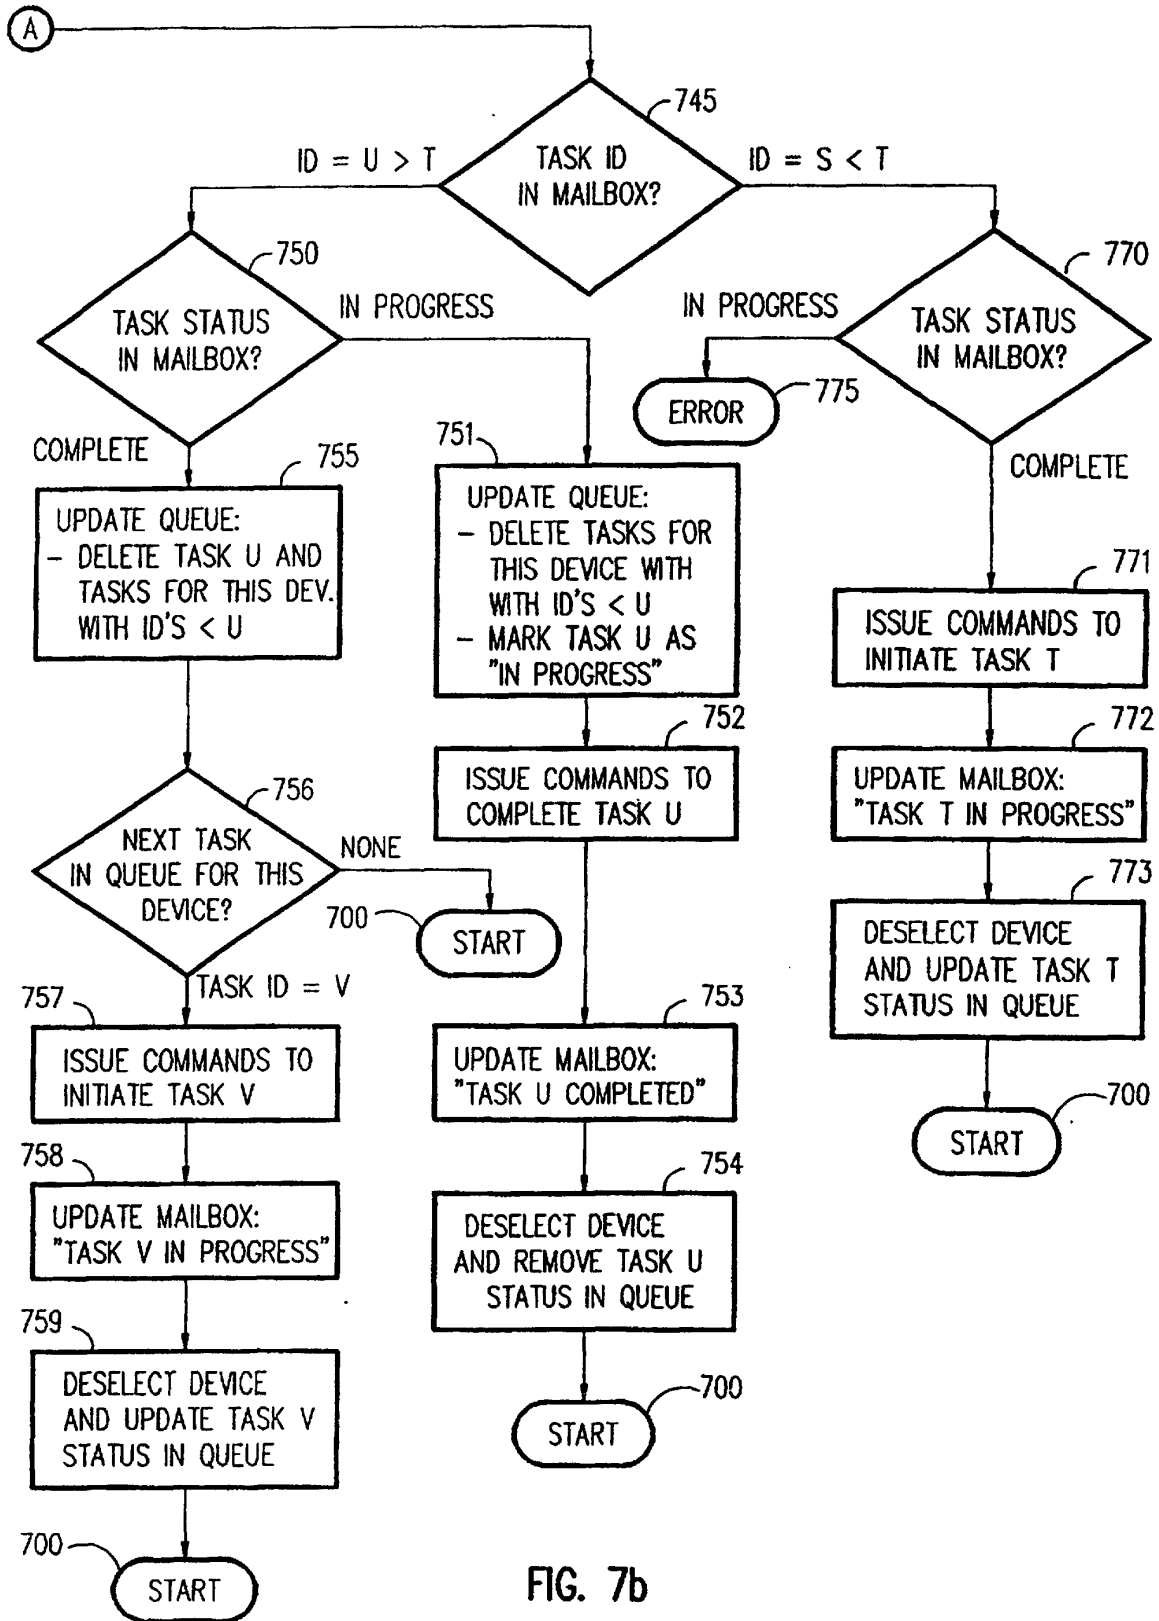 A
745
ID = U > T
TASK ID
IN MAILBOX?
ID = S < T
750
TASK STATUS
IN MAILBOX?
IN PROGRESS
COMPLETE
770
TASK STATUS
IN MAILBOX?
IN PROGRESS
ERROR
775
COMPLETE
755
UPDATE QUEUE:
– DELETE TASK U AND
TASKS FOR THIS DEV.
WITH ID'S < U
751
UPDATE QUEUE:
– DELETE TASKS FOR
THIS DEVICE WITH
WITH ID'S < U
– MARK TASK U AS
"IN PROGRESS"
771
ISSUE COMMANDS TO
INITIATE TASK T
752
ISSUE COMMANDS TO
COMPLETE TASK U
772
UPDATE MAILBOX:
"TASK T IN PROGRESS"
756
NEXT TASK
IN QUEUE FOR THIS
DEVICE?
NONE
700
START
TASK ID = V
773
DESELECT DEVICE
AND UPDATE TASK T
STATUS IN QUEUE
757
ISSUE COMMANDS TO
INITIATE TASK V
753
UPDATE MAILBOX:
"TASK U COMPLETED"
700
START
758
UPDATE MAILBOX:
"TASK V IN PROGRESS"
754
DESELECT DEVICE
AND REMOVE TASK U
STATUS IN QUEUE
759
DESELECT DEVICE
AND UPDATE TASK V
STATUS IN QUEUE
700
START
700
START
FIG. 7b